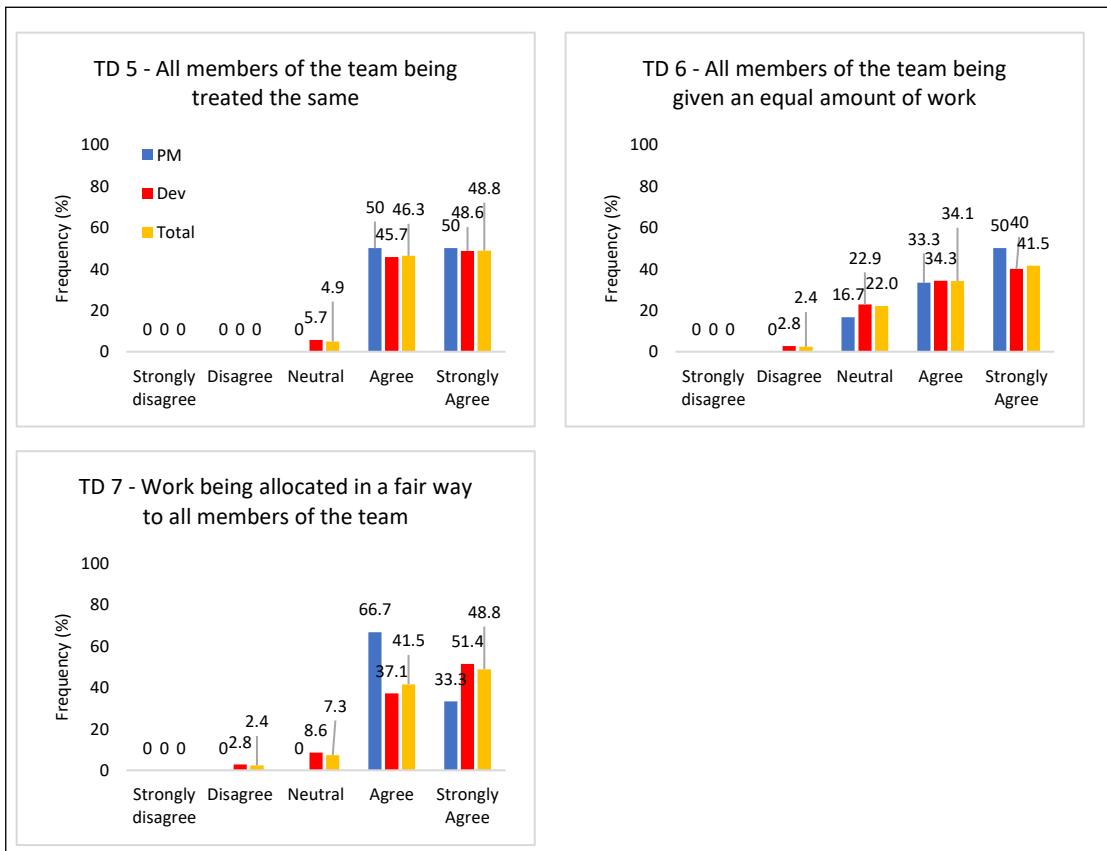 TD 5 - All members of the team being
treated the same
Frequency (%)
100
80
60
40
20
0
PM
Dev
Total
0 0 0
0 0 0
0 5.7 4.9
50 45.7 46.3
50 48.6 48.8
Strongly disagree
Disagree
Neutral
Agree
Strongly Agree
TD 6 - All members of the team being
given an equal amount of work
Frequency (%)
100
80
60
40
20
0
0 0 0
0 2.8 2.4
16.7 22.9 22.0
33.3 34.3 34.1
50 40 41.5
Strongly disagree
Disagree
Neutral
Agree
Strongly Agree
TD 7 - Work being allocated in a fair way
to all members of the team
Frequency (%)
100
80
60
40
20
0
0 0 0
0 2.8 2.4
0 8.6 7.3
66.7 37.1 41.5
33.3 51.4 48.8
Strongly disagree
Disagree
Neutral
Agree
Strongly Agree